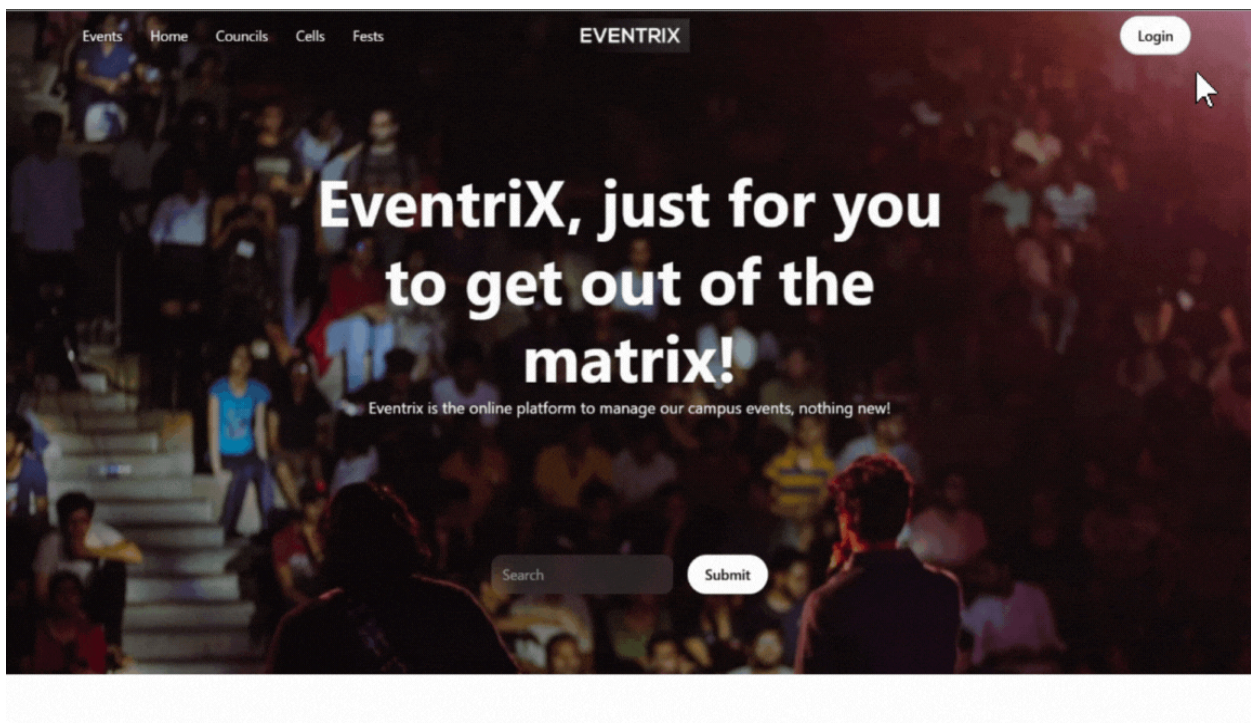 Events Home Councils Cells Fests EVENTRIX Login
EventriX, just for you
to get out of the
matrix!
Eventrix is the online platform to manage our campus events, nothing new!
Search Submit